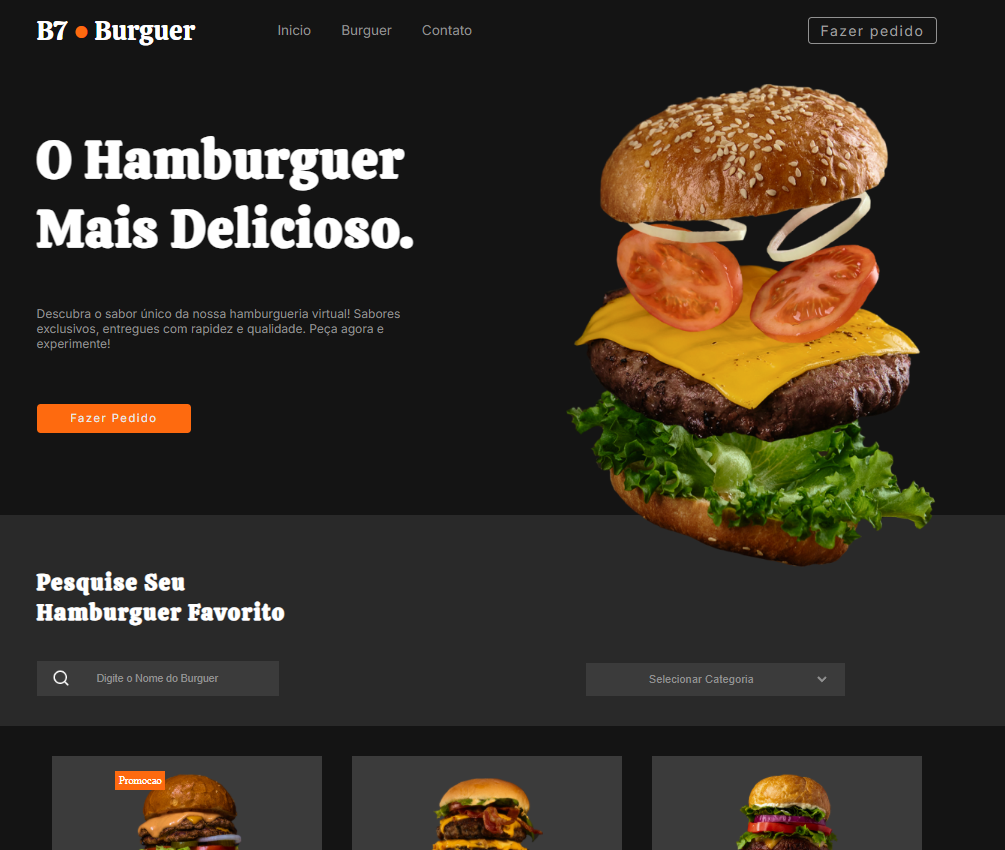 B7 Burguer
Inicio
Burguer
Contato
Fazer pedido
O Hamburguer
Mais Delicioso.
Descubra o sabor único da nossa hamburgueria virtual! Sabores
exclusivos, entregues com rapidez e qualidade. Peça agora e
experimente!
Fazer Pedido
Pesquise Seu
Hamburguer Favorito
Digite o Nome do Burguer
Selecionar Categoria
Promocao